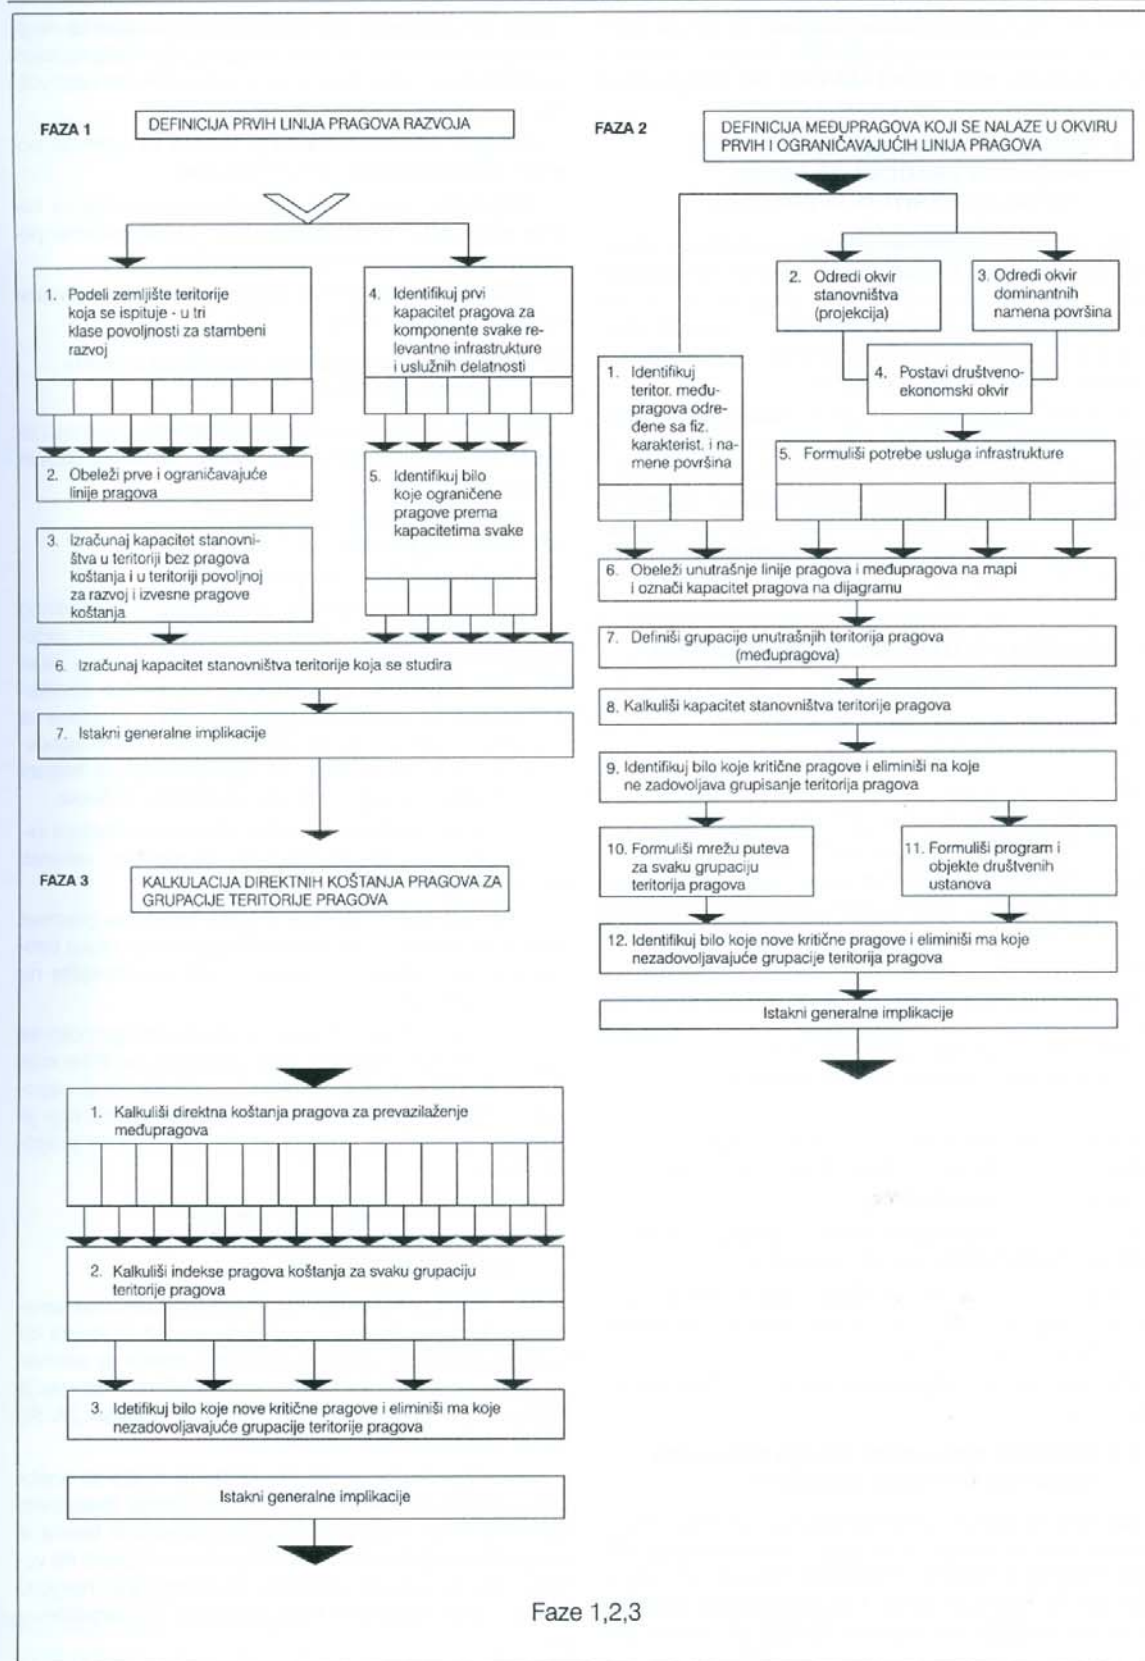 FAZA 1
DEFINICIJA PRVIH LINIJA PRAGOVA RAZVOJA
1. Podeli zemljište teritorije
koja se ispituje - u tri
klase povoljnosti za stambeni
razvoj
4. Identifikuj prvi
kapacitet pragova za
komponente svake re-
levantne infrastrukture
i uslužnih delatnosti
2. Obeleži prve i ograničavajuće
linije pragova
5. Identifikuj bilo
koje ograničene
pragove prema
kapacitetima svake
3. Izračunaj kapacitet stanovni-
štva u teritoriji bez pragova
koštanja i u teritoriji povoljnoj
za razvoj i izvesne pragove
koštanja
6. Izračunaj kapacitet stanovništva teritorije koja se studira
7. Istakni generalne implikacije
FAZA 2
DEFINICIJA MEĐUPRAGOVA KOJI SE NALAZE U OKVIRU
PRVIH I OGRANIČAVAJUĆIH LINIJA PRAGOVA
2. Odredi okvir
stanovništva
(projekcija)
3. Odredi okvir
dominantnih
namena površina
1. Identifikuj
teritor. među-
pragova odre-
đene sa fiz.
karakterist. i na-
mene površina
4. Postavi društveno-
ekonomski okvir
5. Formuliši potrebe usluga infrastrukture
6. Obeleži unutrašnje linije pragova i međupragova na mapi
i označi kapacitet pragova na dijagramu
7. Definiši grupacije unutrašnjih teritorija pragova
(međupragova)
8. Kalkuliši kapacitet stanovništva teritorije pragova
9. Identifikuj bilo koje kritične pragove i eliminiši na koje
ne zadovoljava grupisanje teritorija pragova
10. Formuliši mrežu puteva
za svaku grupaciju
teritorija pragova
11. Formuliši program i
objekte društvenih
ustanova
12. Identifikuj bilo koje nove kritične pragove i eliminiši ma koje
nezadovoljavajuće grupacije teritorija pragova
Istakni generalne implikacije
FAZA 3
KALKULACIJA DIREKTNIH KOŠTANJA PRAGOVA ZA
GRUPACIJE TERITORIJE PRAGOVA
1. Kalkuliši direktna koštanja pragova za prevazilaženje
međupragova
2. Kalkuliši indekse pragova koštanja za svaku grupaciju
teritorije pragova
3. Idetifikuj bilo koje nove kritične pragove i eliminiši ma koje
nezadovoljavajuće grupacije teritorije pragova
Istakni generalne implikacije
Faze 1,2,3